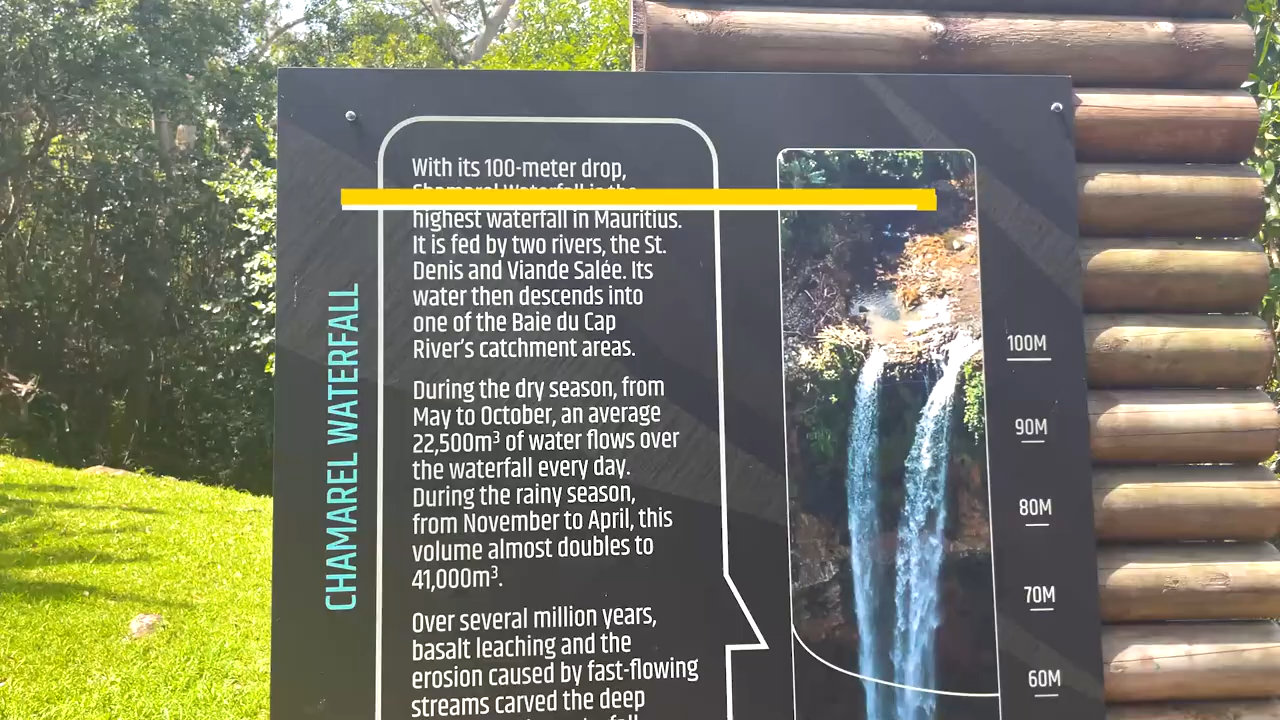 CHAMAREL WATERFALL
With its 100-meter drop,
Chamarel Waterfall is the
highest waterfall in Mauritius.
It is fed by two rivers, the St.
Denis and Viande Salée. Its
water then descends into
one of the Baie du Cap
River's catchment areas.
During the dry season, from
May to October, an average
22,500m³ of water flows over
the waterfall every day.
During the rainy season,
from November to April, this
volume almost doubles to
41,000m³.
Over several million years,
basalt leaching and the
erosion caused by fast-flowing
streams carved the deep
100M
90M
80M
70M
60M